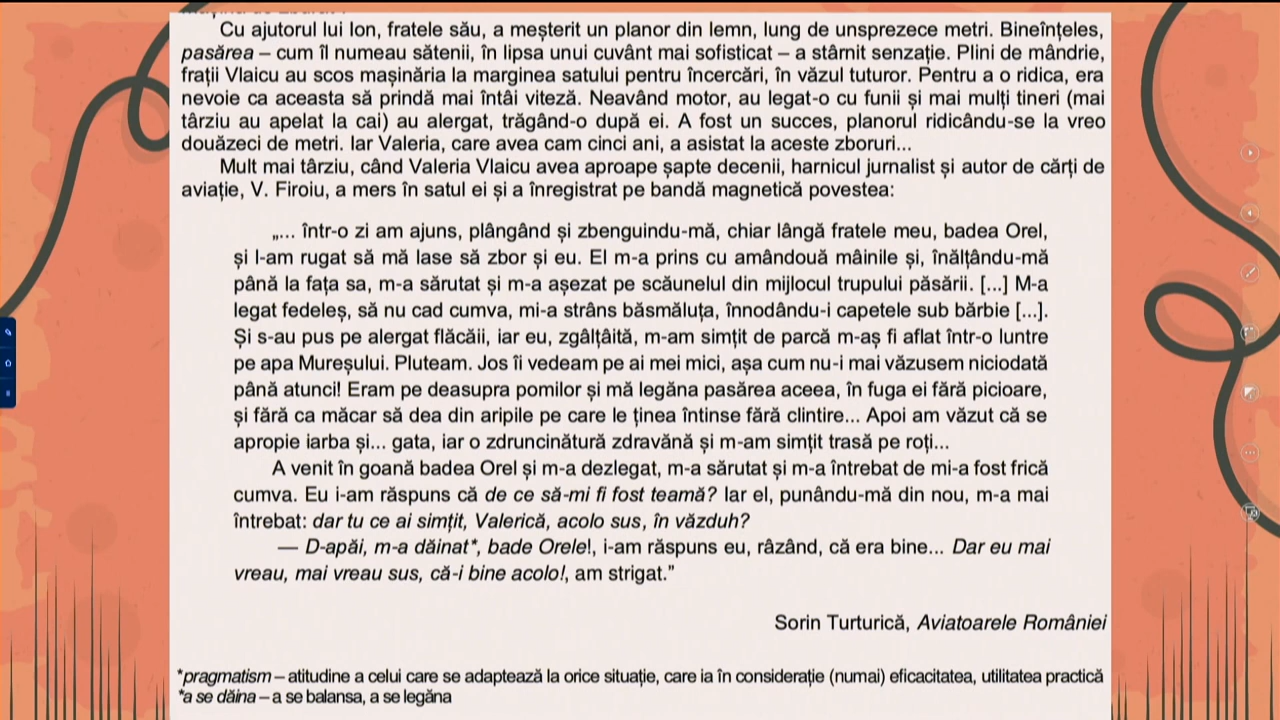 Cu ajutorul lui Ion, fratele său, a meșterit un planor din lemn, lung de unsprezece metri. Bineînțeles,
pasărea – cum îl numeau sătenii, în lipsa unui cuvânt mai sofisticat – a stârnit senzație. Plini de mândrie,
frații Vlaicu au scos mașinăria la marginea satului pentru încercări, în văzul tuturor. Pentru a o ridica, era
nevoie ca aceasta să prindă mai întâi viteză. Neavând motor, au legat-o cu funii și mai mulți tineri (mai
târziu au apelat la cai) au alergat, trăgând-o după ei. A fost un succes, planorul ridicându-se la vreo
douăzeci de metri. Iar Valeria, care avea cam cinci ani, a asistat la aceste zboruri...
Mult mai târziu, când Valeria Vlaicu avea aproape șapte decenii, harnicul jurnalist și autor de cărți de
aviație, V. Firoiu, a mers în satul ei și a înregistrat pe bandă magnetică povestea:
„... într-o zi am ajuns, plângând și zbenguindu-mă, chiar lângă fratele meu, badea Orel,
și l-am rugat să mă lase să zbor și eu. El m-a prins cu amândouă mâinile și, înălțându-mă
până la fața sa, m-a sărutat și m-a așezat pe scăunelul din mijlocul trupului păsării. [...] M-a
legat fedeleș, să nu cad cumva, mi-a strâns băsmăluța, înnodându-i capetele sub bărbie [...].
Și s-au pus pe alergat flăcăii, iar eu, zgâlțâită, m-am simțit de parcă m-aș fi aflat într-o luntre
pe apa Mureșului. Pluteam. Jos îi vedeam pe ai mei mici, așa cum nu-i mai văzusem niciodată
până atunci! Eram pe deasupra pomilor și mă legăna pasărea aceea, în fuga ei fără picioare,
și fără ca măcar să dea din aripile pe care le ținea întinse fără clintire... Apoi am văzut că se
apropie iarba și... gata, iar o zdruncinătură zdravănă și m-am simțit trasă pe roți...
A venit în goană badea Orel și m-a dezlegat, m-a sărutat și m-a întrebat de mi-a fost frică
cumva. Eu i-am răspuns că de ce să-mi fi fost teamă? Iar el, punându-mă din nou, m-a mai
întrebat: dar tu ce ai simțit, Valerică, acolo sus, în văzduh?
— D-apăi, m-a dăinat*, bade Orele!, i-am răspuns eu, râzând, că era bine... Dar eu mai
vreau, mai vreau sus, că-i bine acolo!, am strigat.”
Sorin Turturică, Aviatoarele României
*pragmatism – atitudine a celui care se adaptează la orice situație, care ia în considerație (numai) eficacitatea, utilitatea practică
*a se dăina – a se balansa, a se legăna